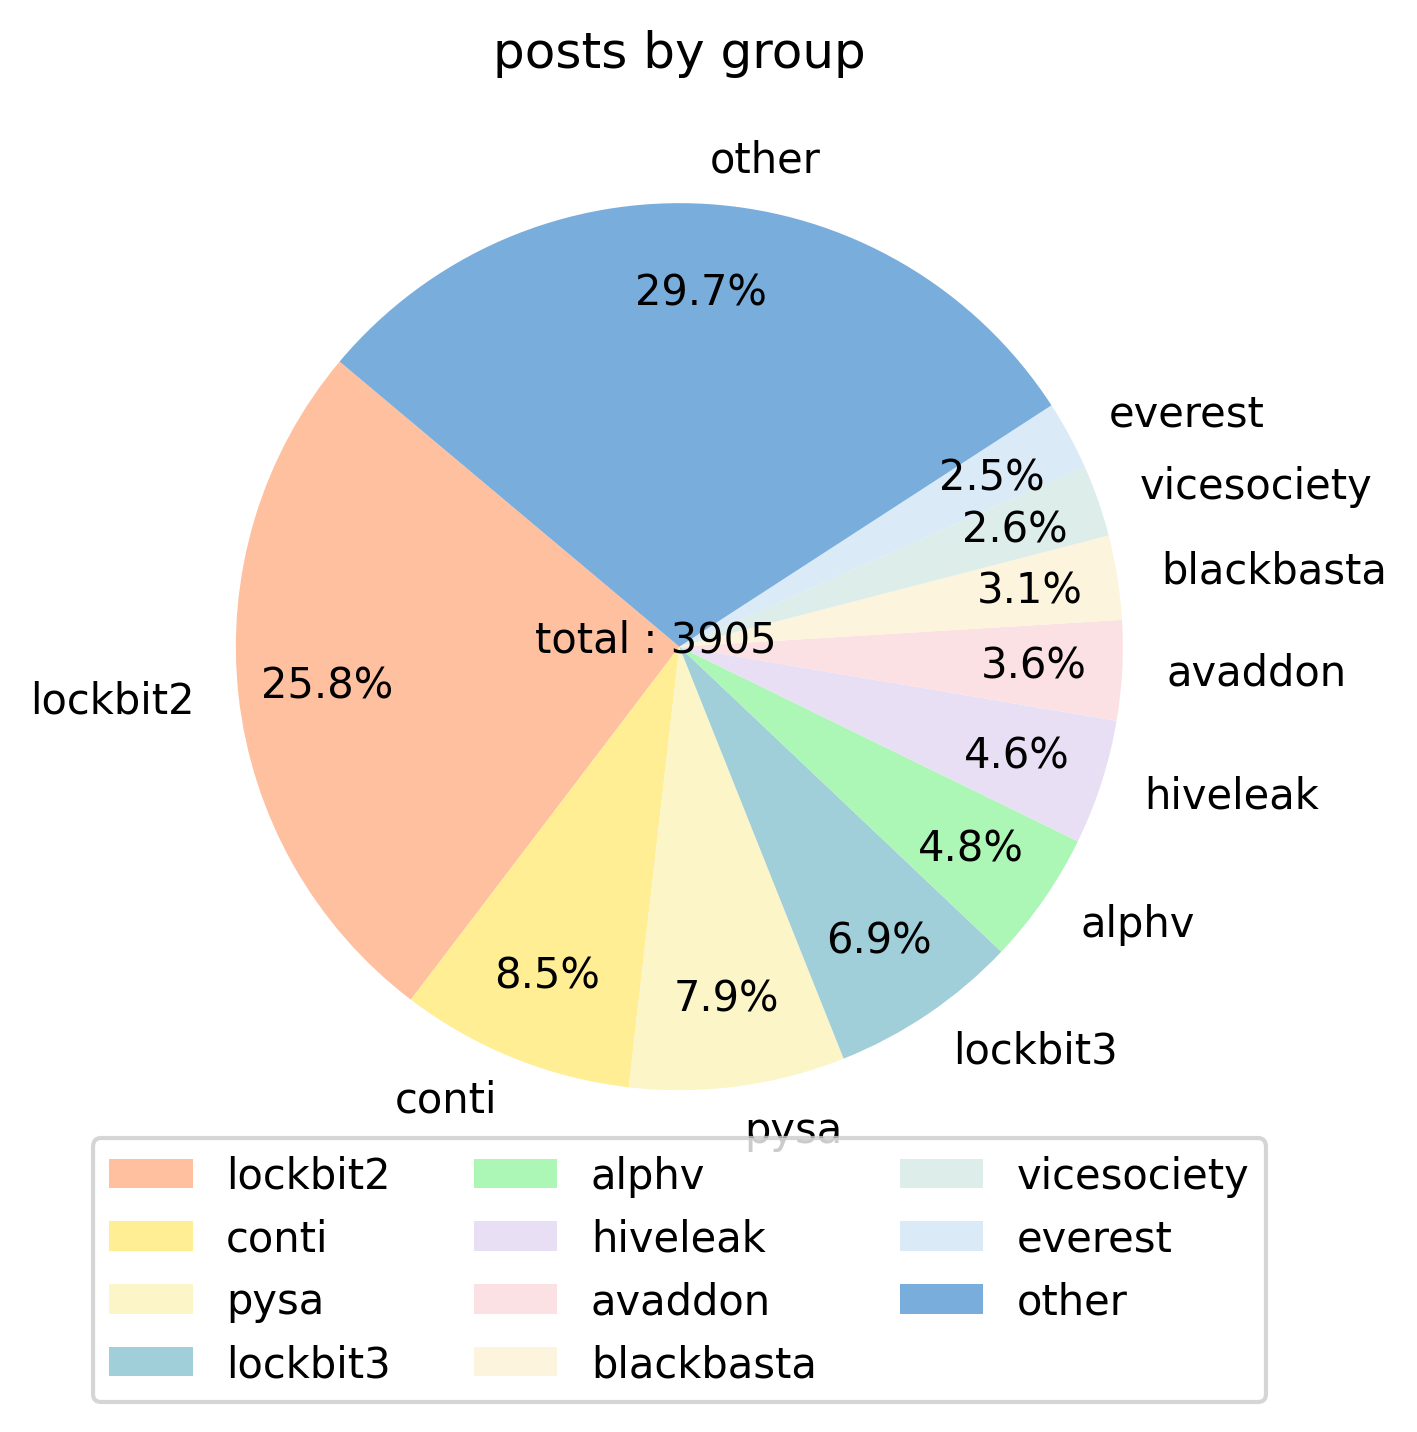 posts by group
other
29.7%
everest
2.5%
vicesociety
2.6%
blackbasta
3.1%
total : 3905
avaddon
3.6%
lockbit2
25.8%
hiveleak
4.6%
alphv
4.8%
lockbit3
6.9%
conti
8.5%
pysa
7.9%
lockbit2
conti
pysa
lockbit3
alphv
hiveleak
avaddon
blackbasta
vicesociety
everest
other